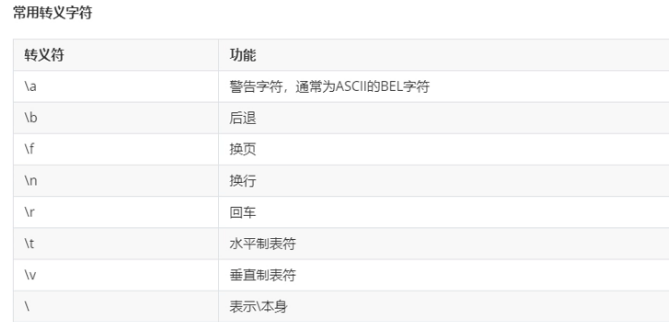 常用转义字符
转义符 功能
\a 警告字符，通常为ASCII的BEL字符
\b 后退
\f 换页
\n 换行
\r 回车
\t 水平制表符
\v 垂直制表符
\ 表示\本身